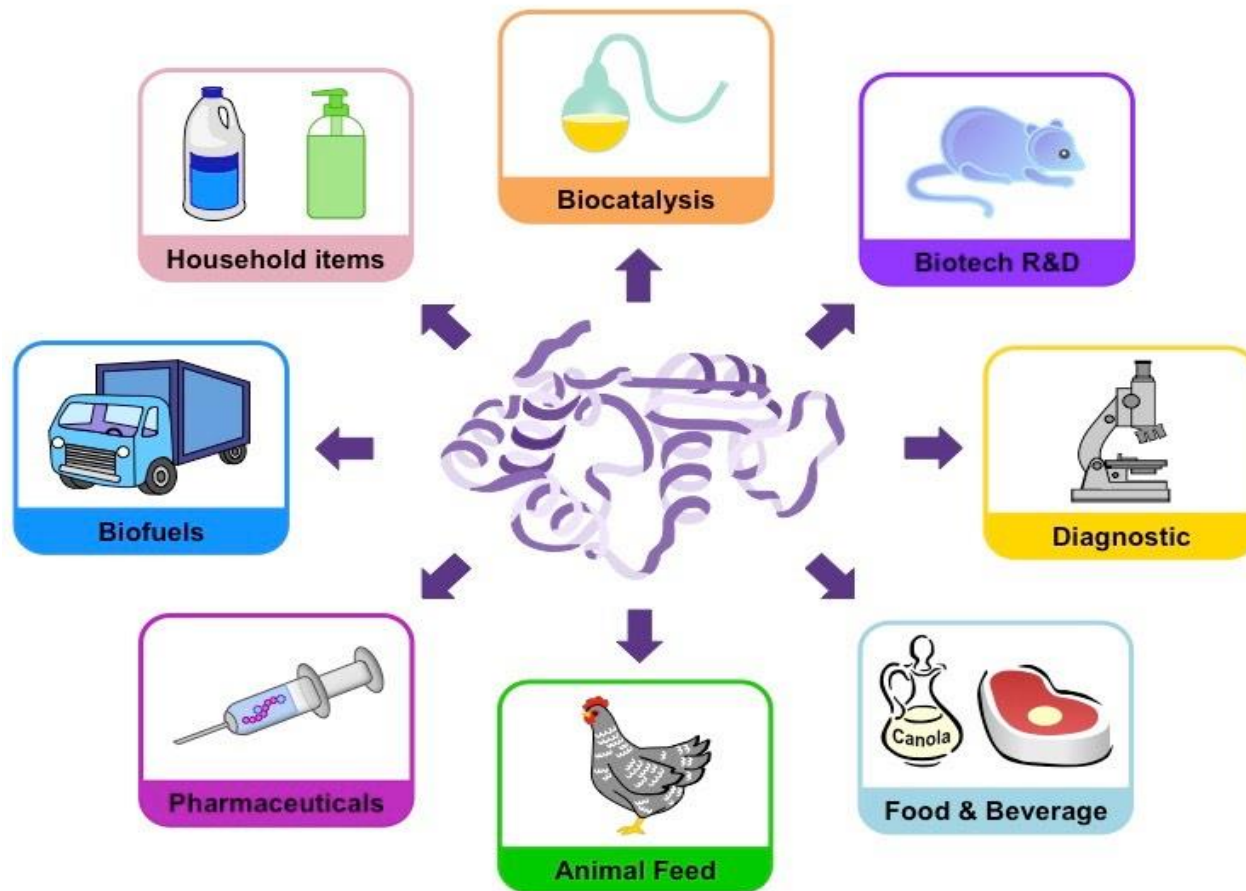 Biocatalysis
Household items
Biotech R&D
Biofuels
Diagnostic
Canola
Pharmaceuticals
Food & Beverage
Animal Feed